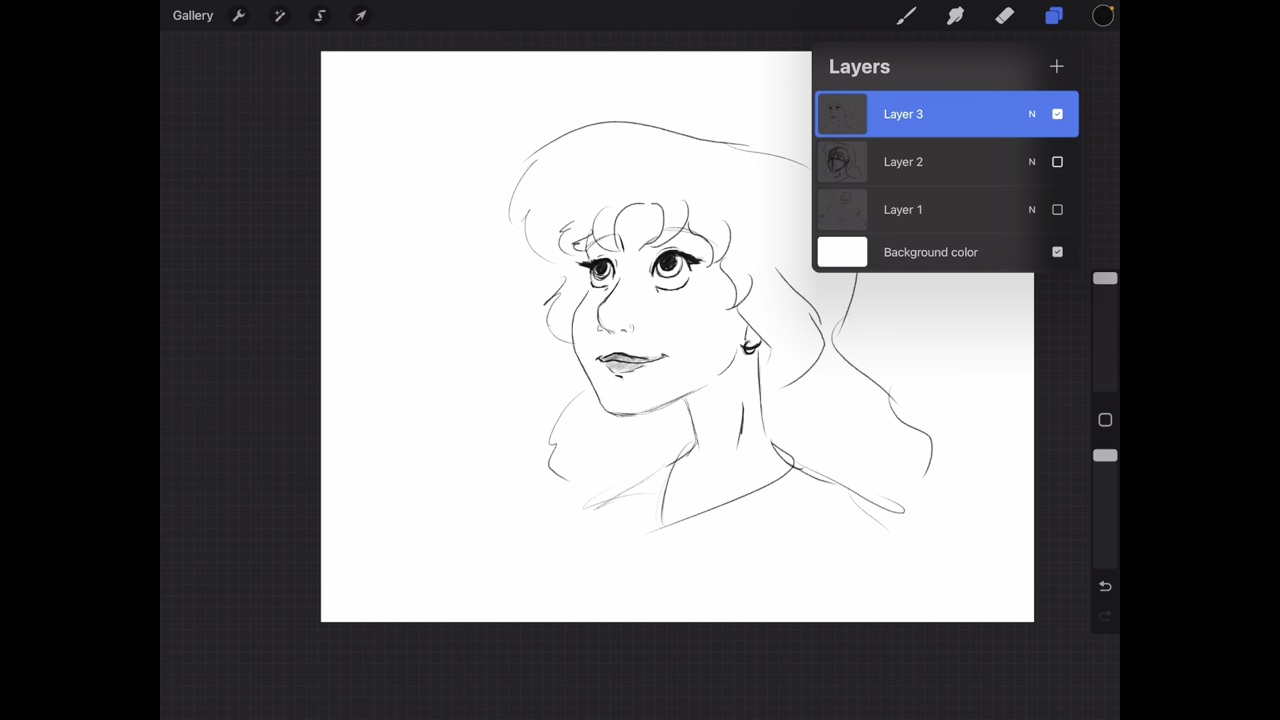 Gallery
Layers
Layer 3 N
Layer 2 N
Layer 1 N
Background color